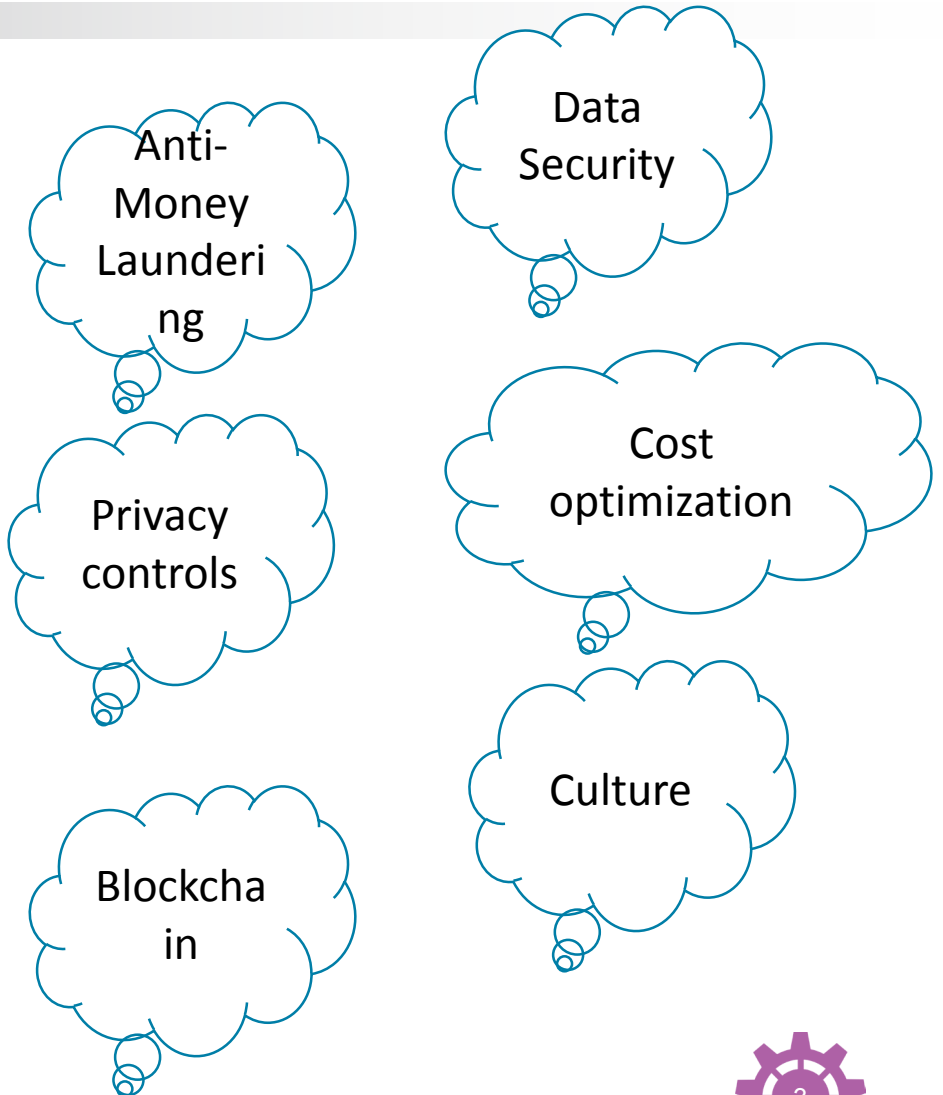 Data
Security
Anti-
Money
Launderi
ng
Cost
optimization
Privacy
controls
Culture
Blockcha
in